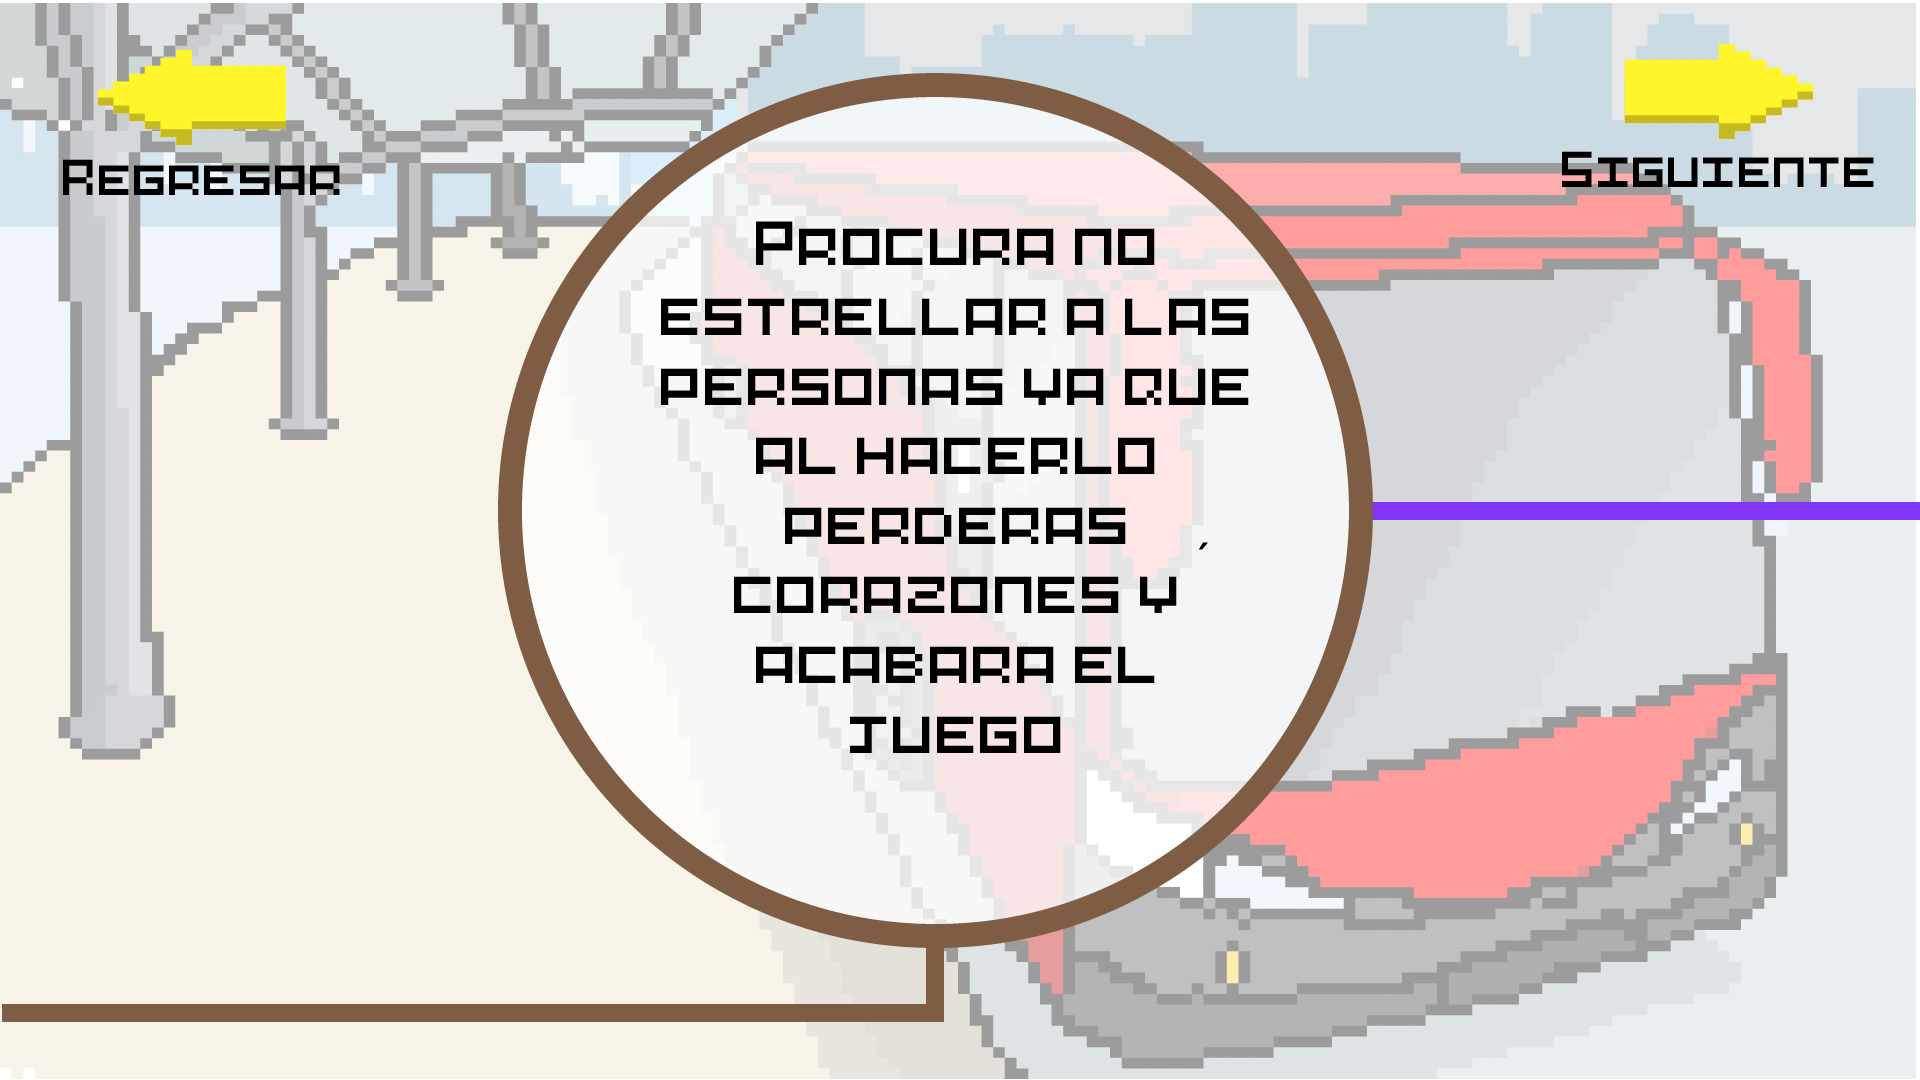 Regresar
Siguiente
Procura no
estrellar a las
personas ya que
al hacerlo
perderas
´
corazones y
acabara el
juego